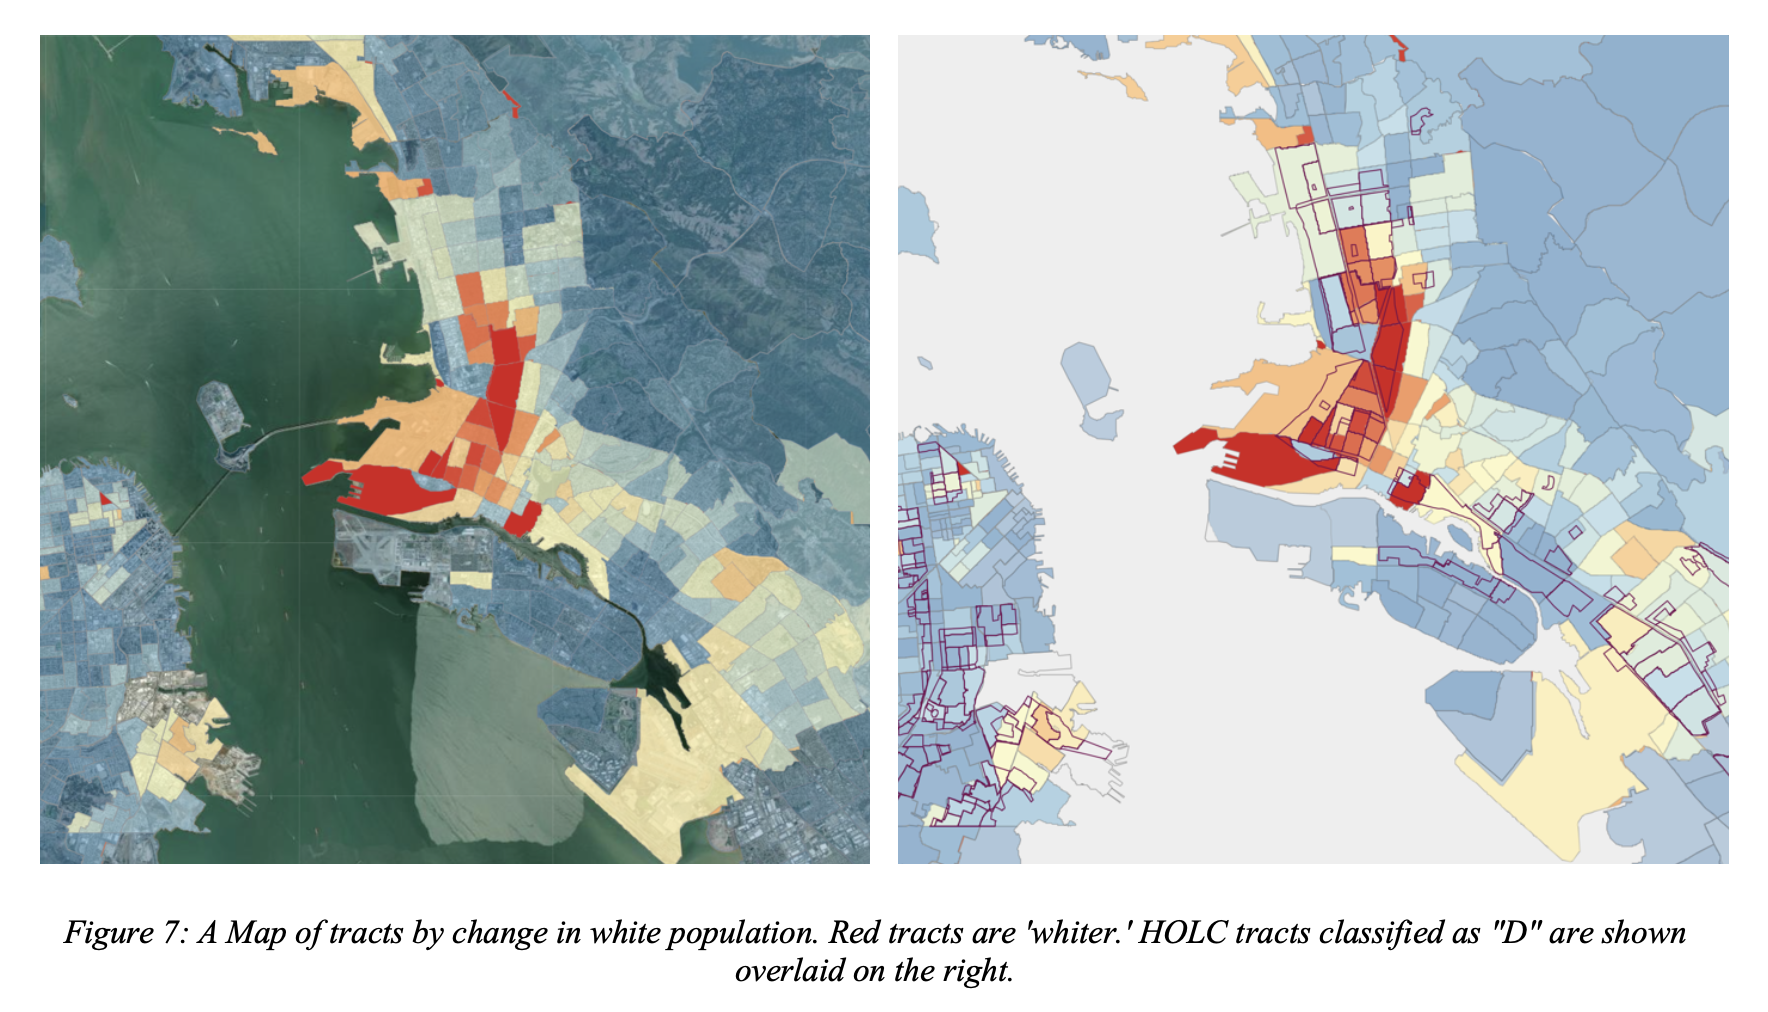 Figure 7: A Map of tracts by change in white population. Red tracts are 'whiter.' HOLC tracts classified as "D" are shown
overlaid on the right.